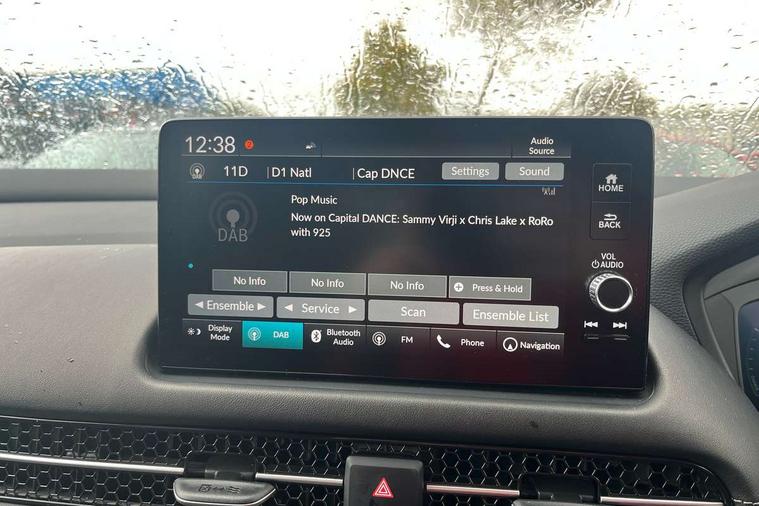 12:38 2 Audio
Source
DAB 11D D1 Natl Cap DNCE Settings Sound
HOME
Pop Music
Now on Capital DANCE: Sammy Virji x Chris Lake x RoRo
with 925
DAB
BACK
VOL
AUDIO
No Info No Info No Info Press & Hold
Ensemble Service Scan Ensemble List
Display
Mode
DAB
Bluetooth
Audio
FM
Phone
Navigation